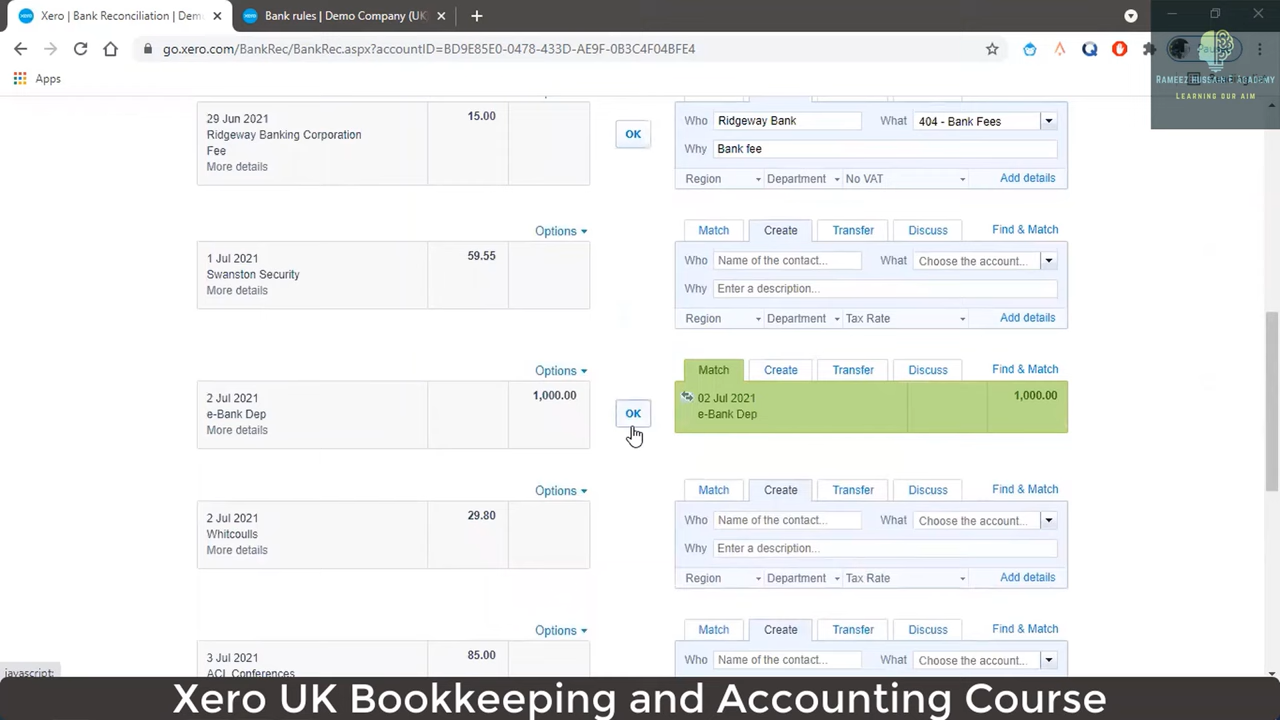 Xero | Bank Reconciliation | Dem
Bank rules | Demo Company (UK)
go.xero.com/BankRec/BankRec.aspx?accountID=BD9E85E0-0478-433D-AE9F-0B3C4F04BFE4
Apps
RAMEEZ HUSSAIN E ACADEMY
LEARNING OUR AIM
29 Jun 2021
Ridgeway Banking Corporation
Fee
More details
15.00
OK
Who Ridgeway Bank What 404 - Bank Fees
Why Bank fee
Region Department No VAT Add details
Options Match Create Transfer Discuss Find & Match
1 Jul 2021
Swanston Security
More details
59.55
Who Name of the contact... What Choose the account...
Why Enter a description...
Region Department Tax Rate Add details
Options Match Create Transfer Discuss Find & Match
2 Jul 2021
e-Bank Dep
More details
1,000.00
OK
02 Jul 2021
e-Bank Dep
1,000.00
Options Match Create Transfer Discuss Find & Match
2 Jul 2021
Whitcoulls
More details
29.80
Who Name of the contact... What Choose the account...
Why Enter a description...
Region Department Tax Rate Add details
Options Match Create Transfer Discuss Find & Match
3 Jul 2021
ACL Conferences
85.00
Who Name of the contact... What Choose the account...
javascript:
Xero UK Bookkeeping and Accounting Course